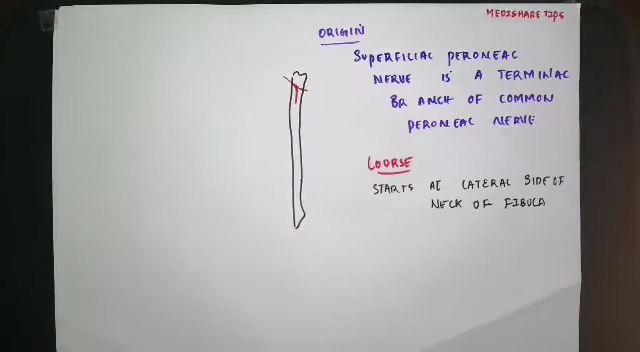 MEDISHARE TIPS
ORIGIN
SUPERFICIAL PERONEAL
NERVE IS A TERMINAL
BRANCH OF COMMON
PERONEAL NERVE
COURSE
STARTS AT LATERAL SIDE OF
NECK OF FIBULA